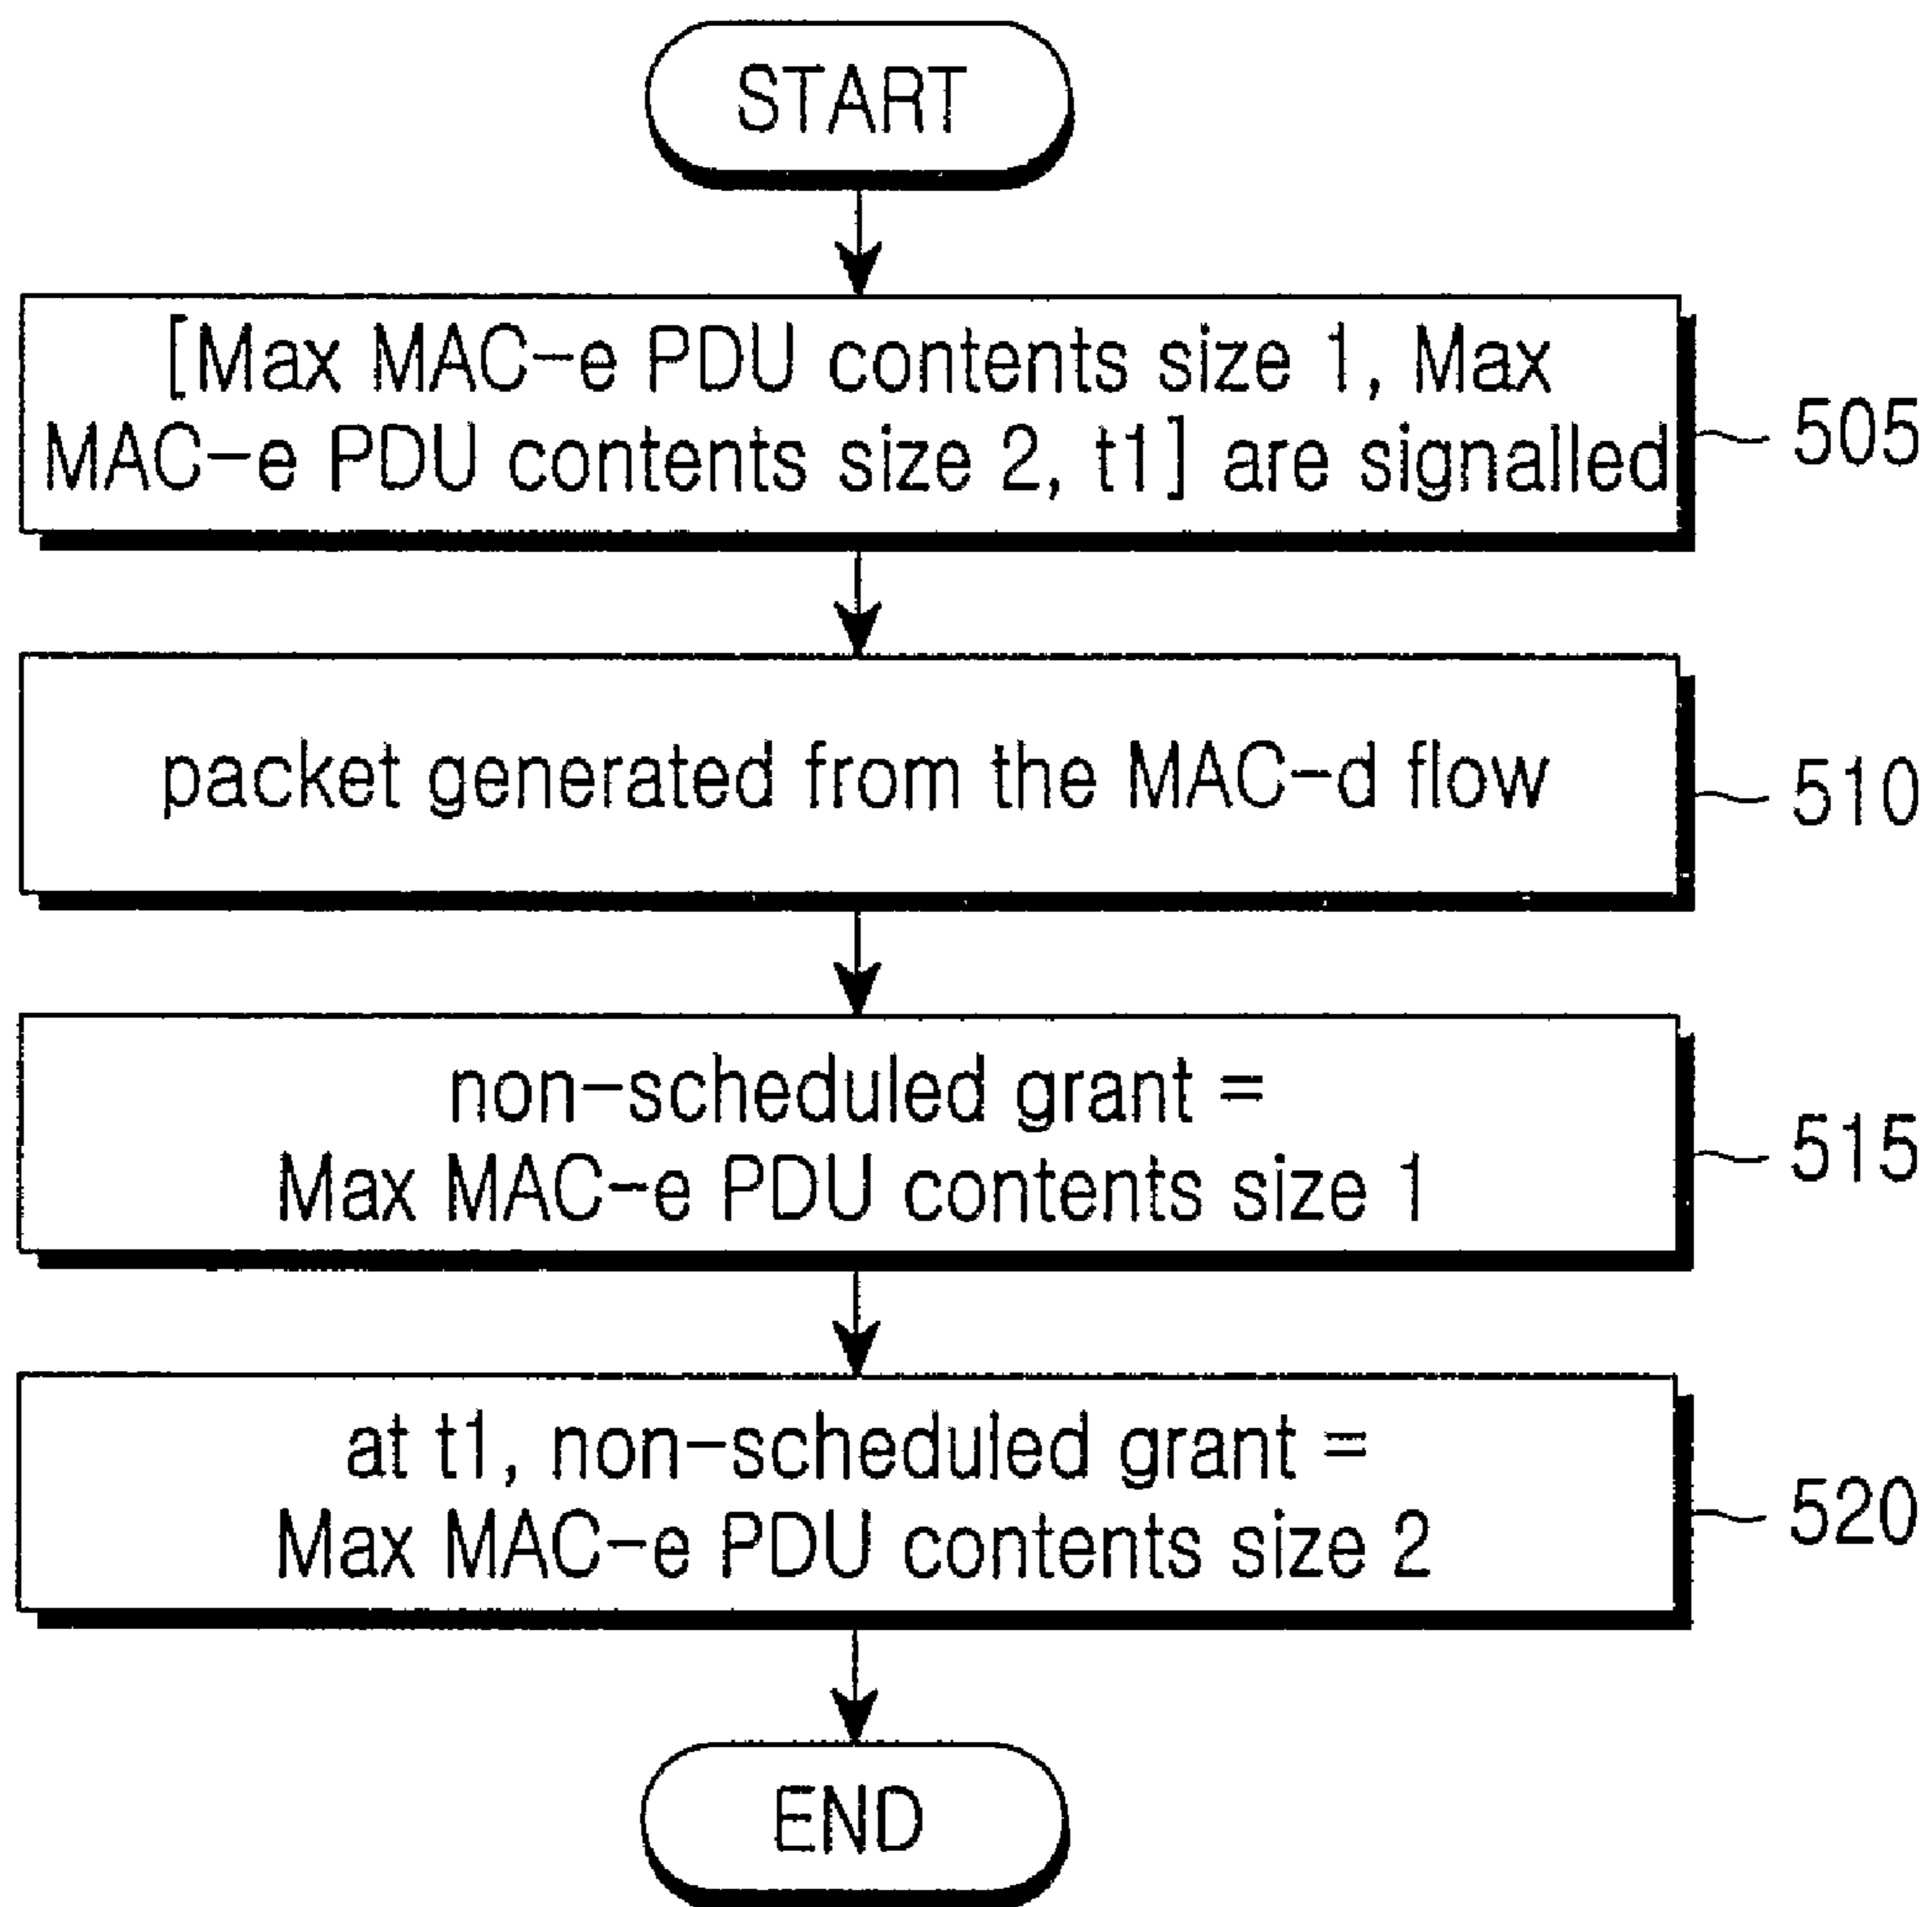 START
[Max MAC-e PDU contents size 1, Max
MAC-e PDU contents size 2, t1] are signalled
505
packet generated from the MAC-d flow
510
non-scheduled grant =
Max MAC-e PDU contents size 1
515
at t1, non-scheduled grant =
Max MAC-e PDU contents size 2
520
END